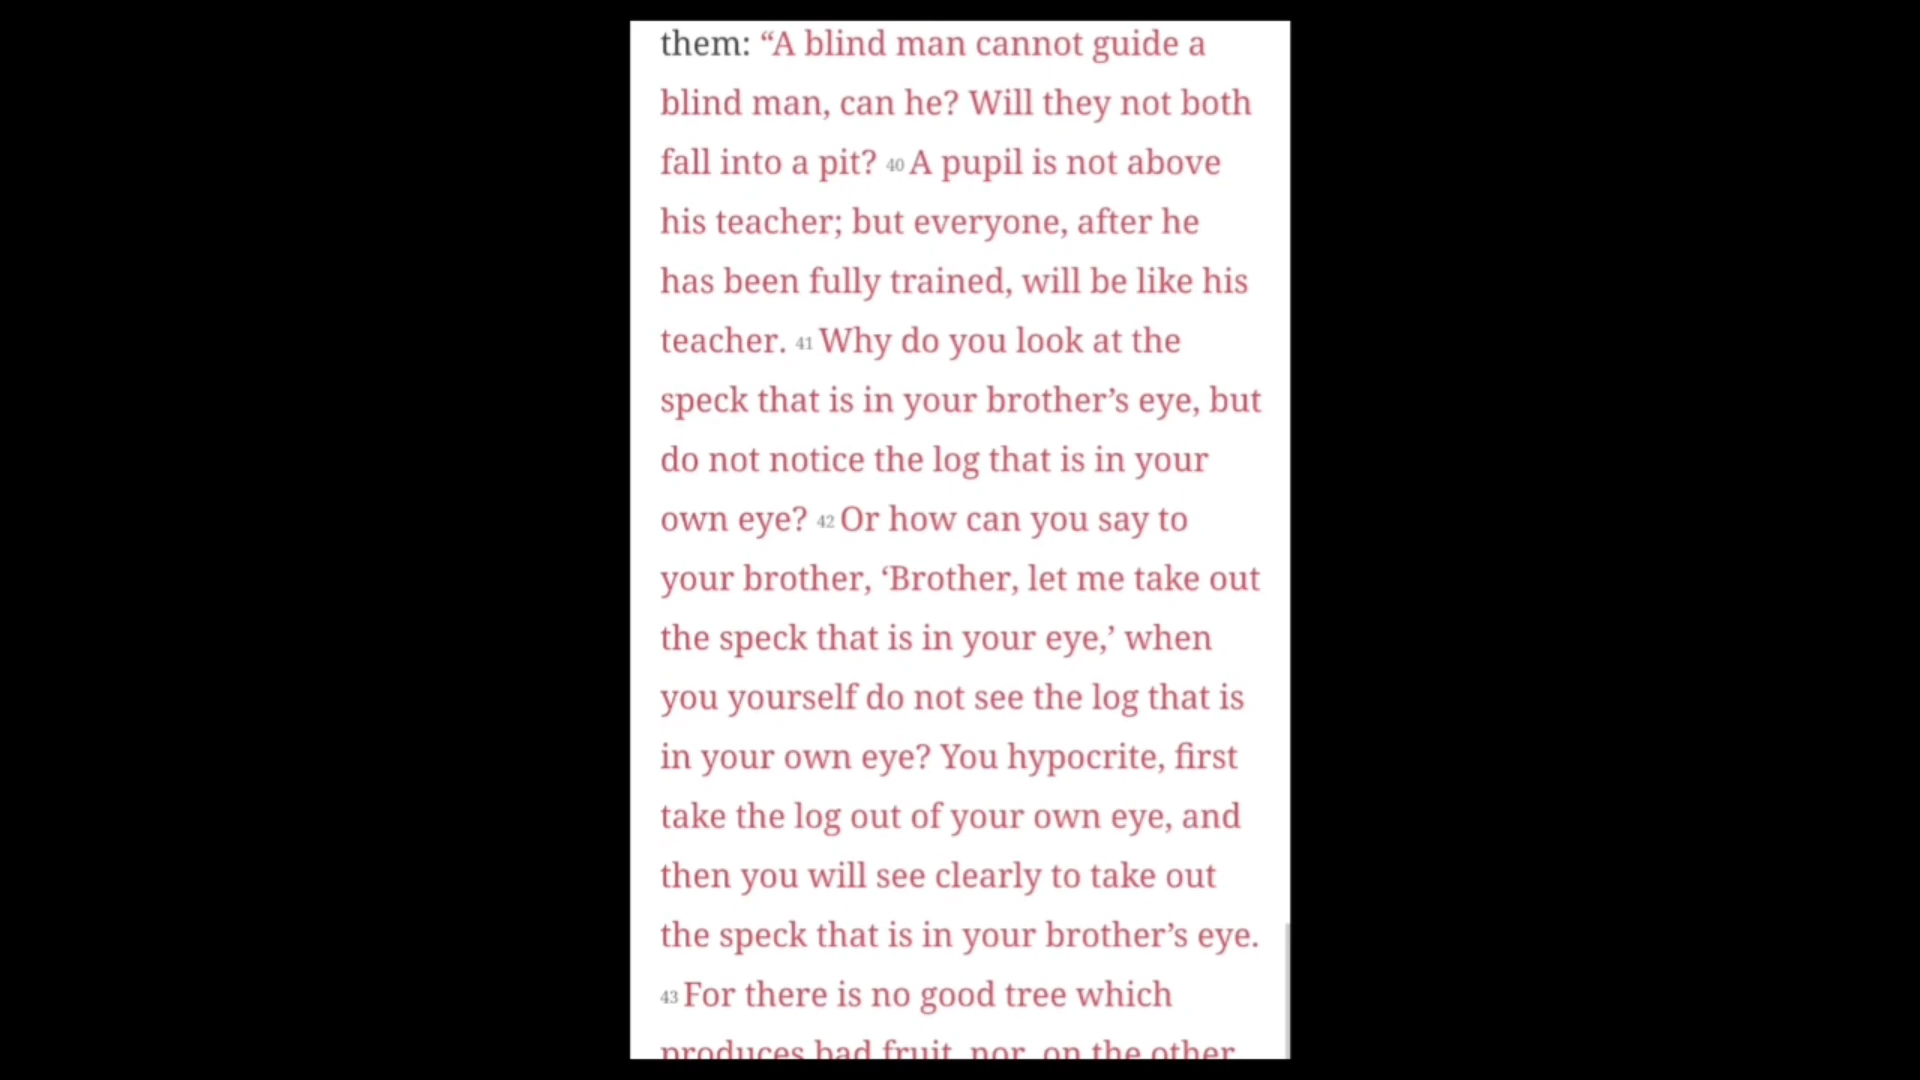 them: “A blind man cannot guide a
blind man, can he? Will they not both
fall into a pit? 40 A pupil is not above
his teacher; but everyone, after he
has been fully trained, will be like his
teacher. 41 Why do you look at the
speck that is in your brother’s eye, but
do not notice the log that is in your
own eye? 42 Or how can you say to
your brother, ‘Brother, let me take out
the speck that is in your eye,’ when
you yourself do not see the log that is
in your own eye? You hypocrite, first
take the log out of your own eye, and
then you will see clearly to take out
the speck that is in your brother’s eye.
43 For there is no good tree which
produces bad fruit, nor, on the other